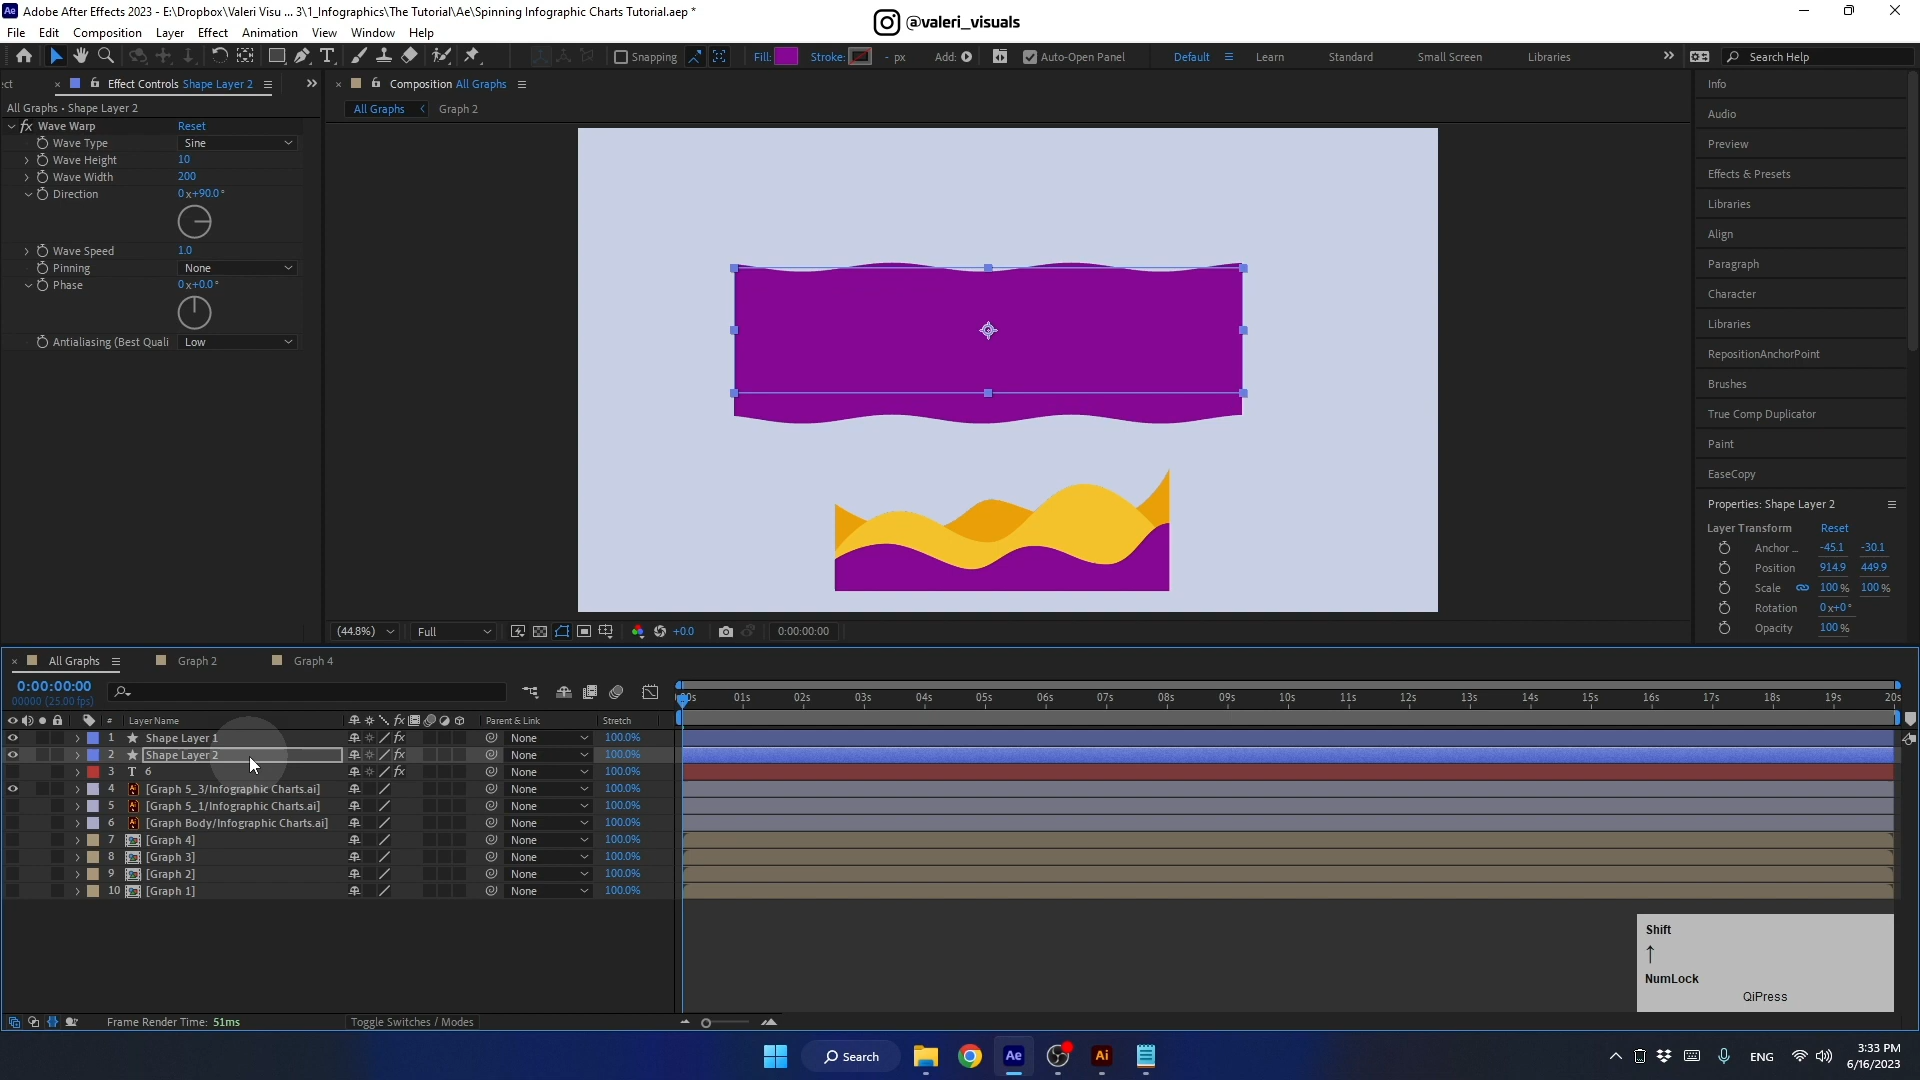 Adobe After Effects 2023 - E:\Dropbox\Valeri Visu ... 3\1_Infographics\The Tutorial\Ae\Spinning Infographic Charts Tutorial.aep *
@valeri_visuals
File Edit Composition Layer Effect Animation View Window Help
Snapping Fill: Stroke: - px Add: Auto-Open Panel Default Learn Standard Small Screen Libraries Search Help
ect Effect Controls Shape Layer 2
Composition All Graphs
All Graphs • Shape Layer 2
All Graphs Graph 2
fx Wave Warp Reset
Wave Type Sine
Wave Height 10
Wave Width 200
Direction 0x+90.0°
Wave Speed 1.0
Pinning None
Phase 0x+0.0°
Antialiasing (Best Quali Low
Info
Audio
Preview
Effects & Presets
Libraries
Align
Paragraph
Character
Libraries
RepositionAnchorPoint
Brushes
True Comp Duplicator
Paint
EaseCopy
Properties: Shape Layer 2
Layer Transform Reset
Anchor ... -45.1 -30.1
Position 914.9 449.9
Scale 100 % 100 %
Rotation 0x+0°
Opacity 100 %
(44.8%) Full +0.0 0:00:00:00
All Graphs Graph 2 Graph 4
0:00:00:00
00000 (25.00 fps)
00s 01s 02s 03s 04s 05s 06s 07s 08s 09s 10s 11s 12s 13s 14s 15s 16s 17s 18s 19s 20s
# Layer Name fx Parent & Link Stretch
1 Shape Layer 1 fx None 100.0%
2 Shape Layer 2 fx None 100.0%
3 T 6 fx None 100.0%
4 [Graph 5_3/Infographic Charts.ai] None 100.0%
5 [Graph 5_1/Infographic Charts.ai] None 100.0%
6 [Graph Body/Infographic Charts.ai] None 100.0%
7 [Graph 4] None 100.0%
8 [Graph 3] None 100.0%
9 [Graph 2] None 100.0%
10 [Graph 1] None 100.0%
Shift
↑
NumLock
QiPress
Frame Render Time: 51ms Toggle Switches / Modes
Search Ae Ai ENG 3:33 PM
6/16/2023